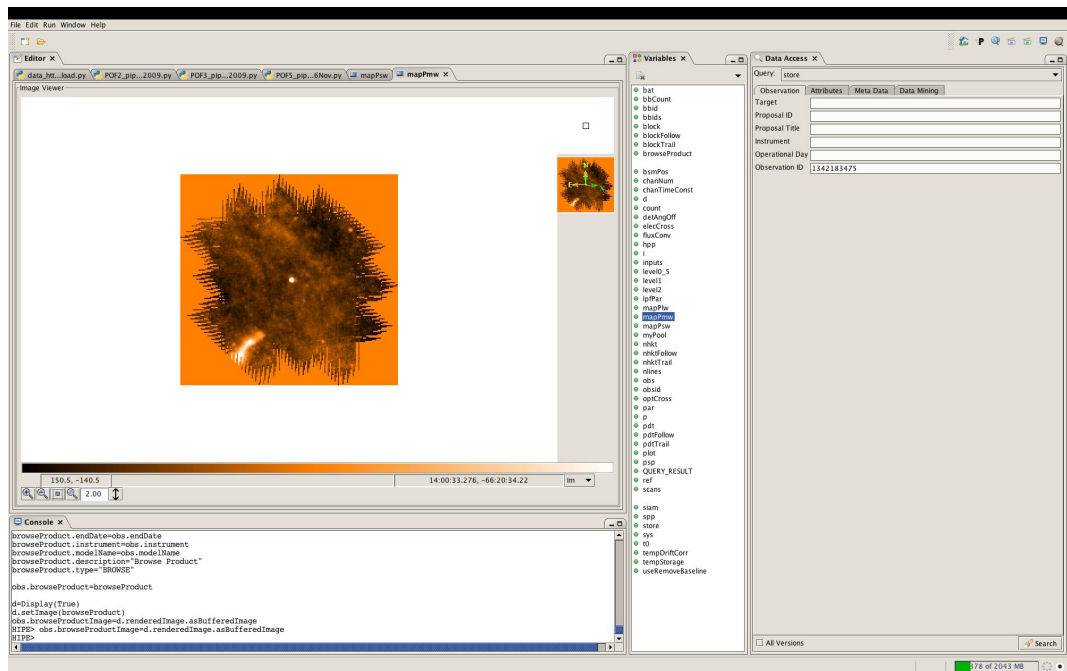 File Edit Run Window Help
P
Editor ×
data_htt...load.py POF2_pip...2009.py POF3_pip...2009.py POF5_pip...6Nov.py mapPsw mapPmw ×
Image Viewer
N
E
150.5, -140.5 14:00:33.276, -66:20:34.22 lm
2.00
Console ×
browseProduct.endDate=obs.endDate
browseProduct.instrument=obs.instrument
browseProduct.modelName=obs.modelName
browseProduct.description="Browse Product"
browseProduct.type="BROWSE"
obs.browseProduct=browseProduct
d=Display(True)
d.setImage(browseProduct)
obs.browseProductImage=d.renderedImage.asBufferedImage
HIPE> obs.browseProductImage=d.renderedImage.asBufferedImage
HIPE>
Variables ×
bat
bbCount
bbid
bbids
block
blockFollow
blockTrail
browseProduct
bsmPos
chanNum
chanTimeConst
d
count
detAngOff
elecCross
fluxConv
hpp
i
inputs
level0_5
level1
level2
lpfPar
mapPlw
mapPmw
mapPsw
myPool
nhkt
nhktFollow
nhktTrail
nlines
obs
obsid
optCross
par
p
pdt
pdtFollow
pdtTrail
plot
psp
QUERY_RESULT
ref
scans
siam
spp
store
sys
t0
tempDriftCorr
tempStorage
useRemoveBaseline
Data Access ×
Query: store
Observation Attributes Meta Data Data Mining
Target
Proposal ID
Proposal Title
Instrument
Operational Day
Observation ID 1342183475
All Versions Search
378 of 2043 MB